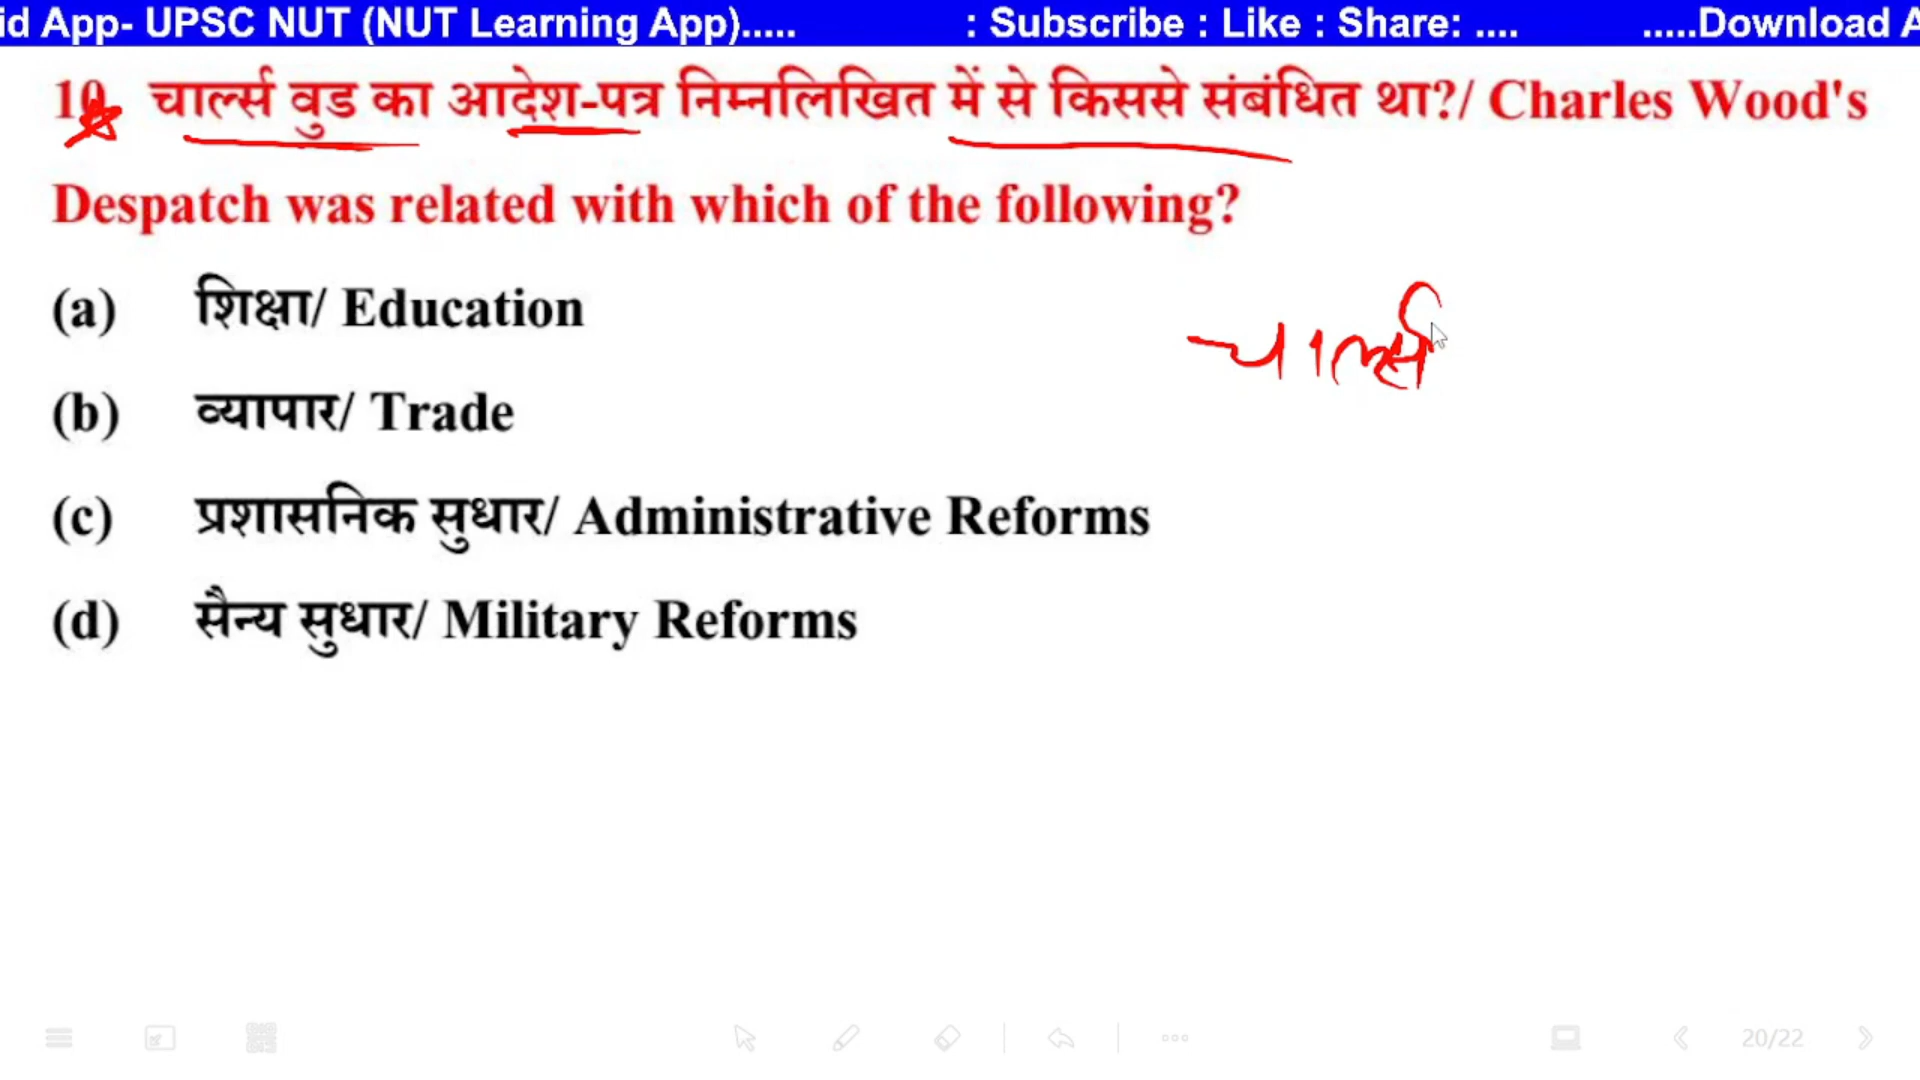 id App- UPSC NUT (NUT Learning App)..... : Subscribe : Like : Share: .... .....Download A
10. चार्ल्स वुड का आदेश-पत्र निम्नलिखित में से किससे संबंधित था?/ Charles Wood's
Despatch was related with which of the following?
(a) शिक्षा/ Education
चार्ल्स
(b) व्यापार/ Trade
(c) प्रशासनिक सुधार/ Administrative Reforms
(d) सैन्य सुधार/ Military Reforms
20/22